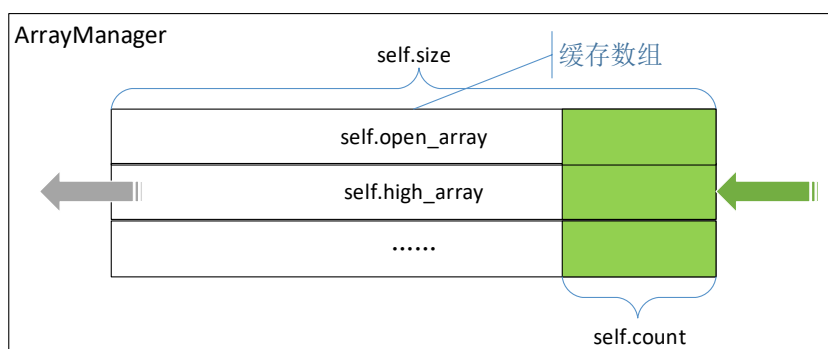 ArrayManager
self.size
缓存数组
self.open_array
self.high_array
……
self.count